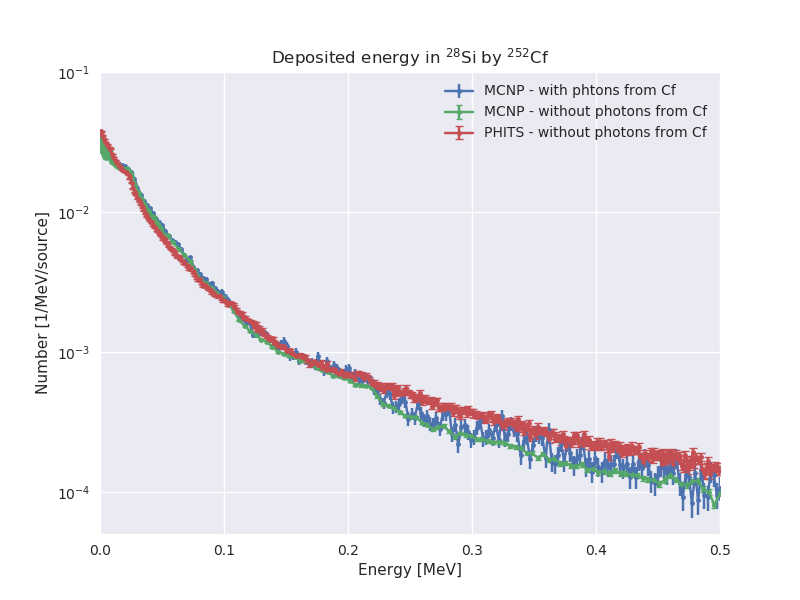 Deposited energy in ²⁸Si by ²⁵²Cf
MCNP - with phtons from Cf
MCNP - without photons from Cf
PHITS - without photons from Cf
Number [1/MeV/source]
10⁻¹
10⁻²
10⁻³
10⁻⁴
0.0 0.1 0.2 0.3 0.4 0.5
Energy [MeV]